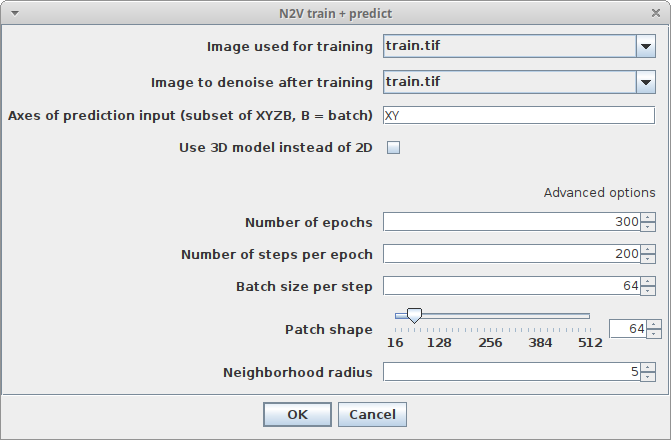 N2V train + predict
Image used for training train.tif
Image to denoise after training train.tif
Axes of prediction input (subset of XYZB, B = batch) XY
Use 3D model instead of 2D
Advanced options
Number of epochs 300
Number of steps per epoch 200
Batch size per step 64
Patch shape 64
16 128 256 384 512
Neighborhood radius 5
OK Cancel